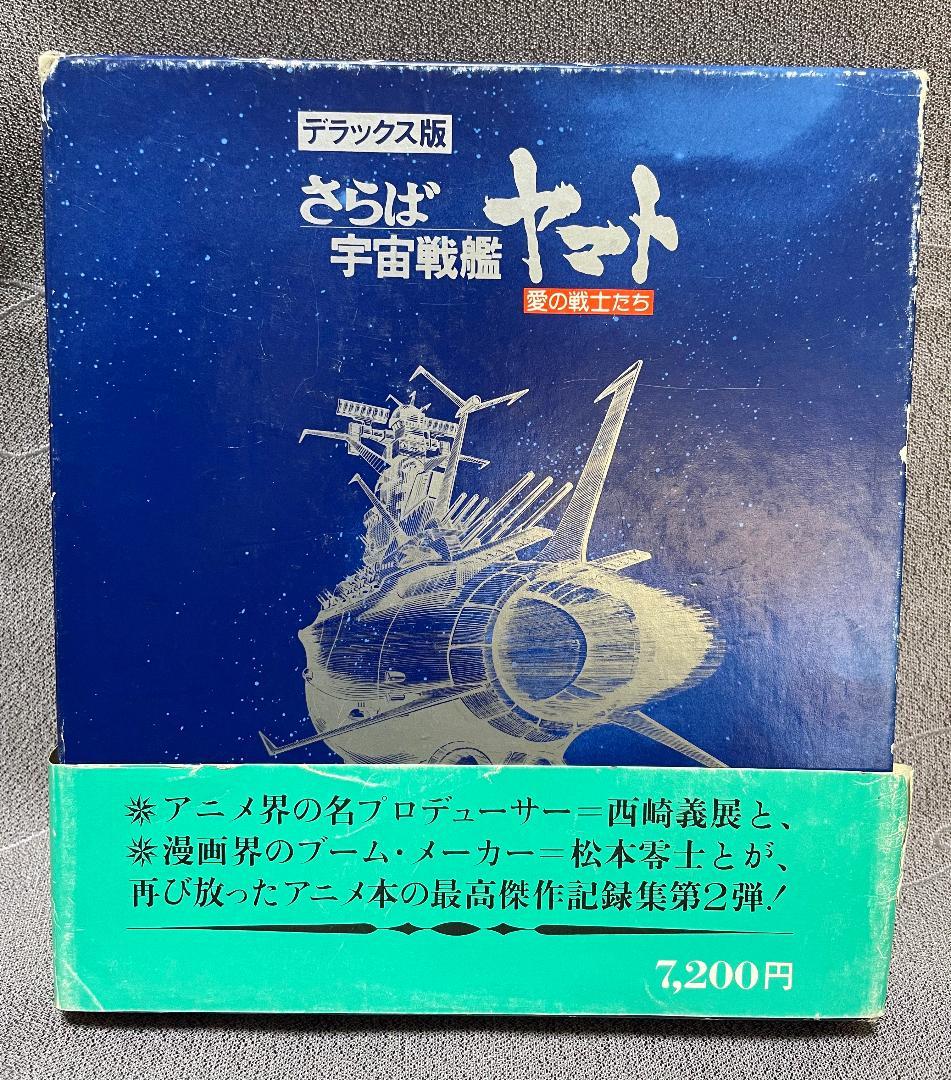 デラックス版
さらば
宇宙戦艦
ヤマト
愛の戦士たち
✴アニメ界の名プロデューサー＝西崎義展と、
✴漫画界のブーム・メーカー＝松本零士とが、
再び放ったアニメ本の最高傑作記録集第2弾！
7,200円